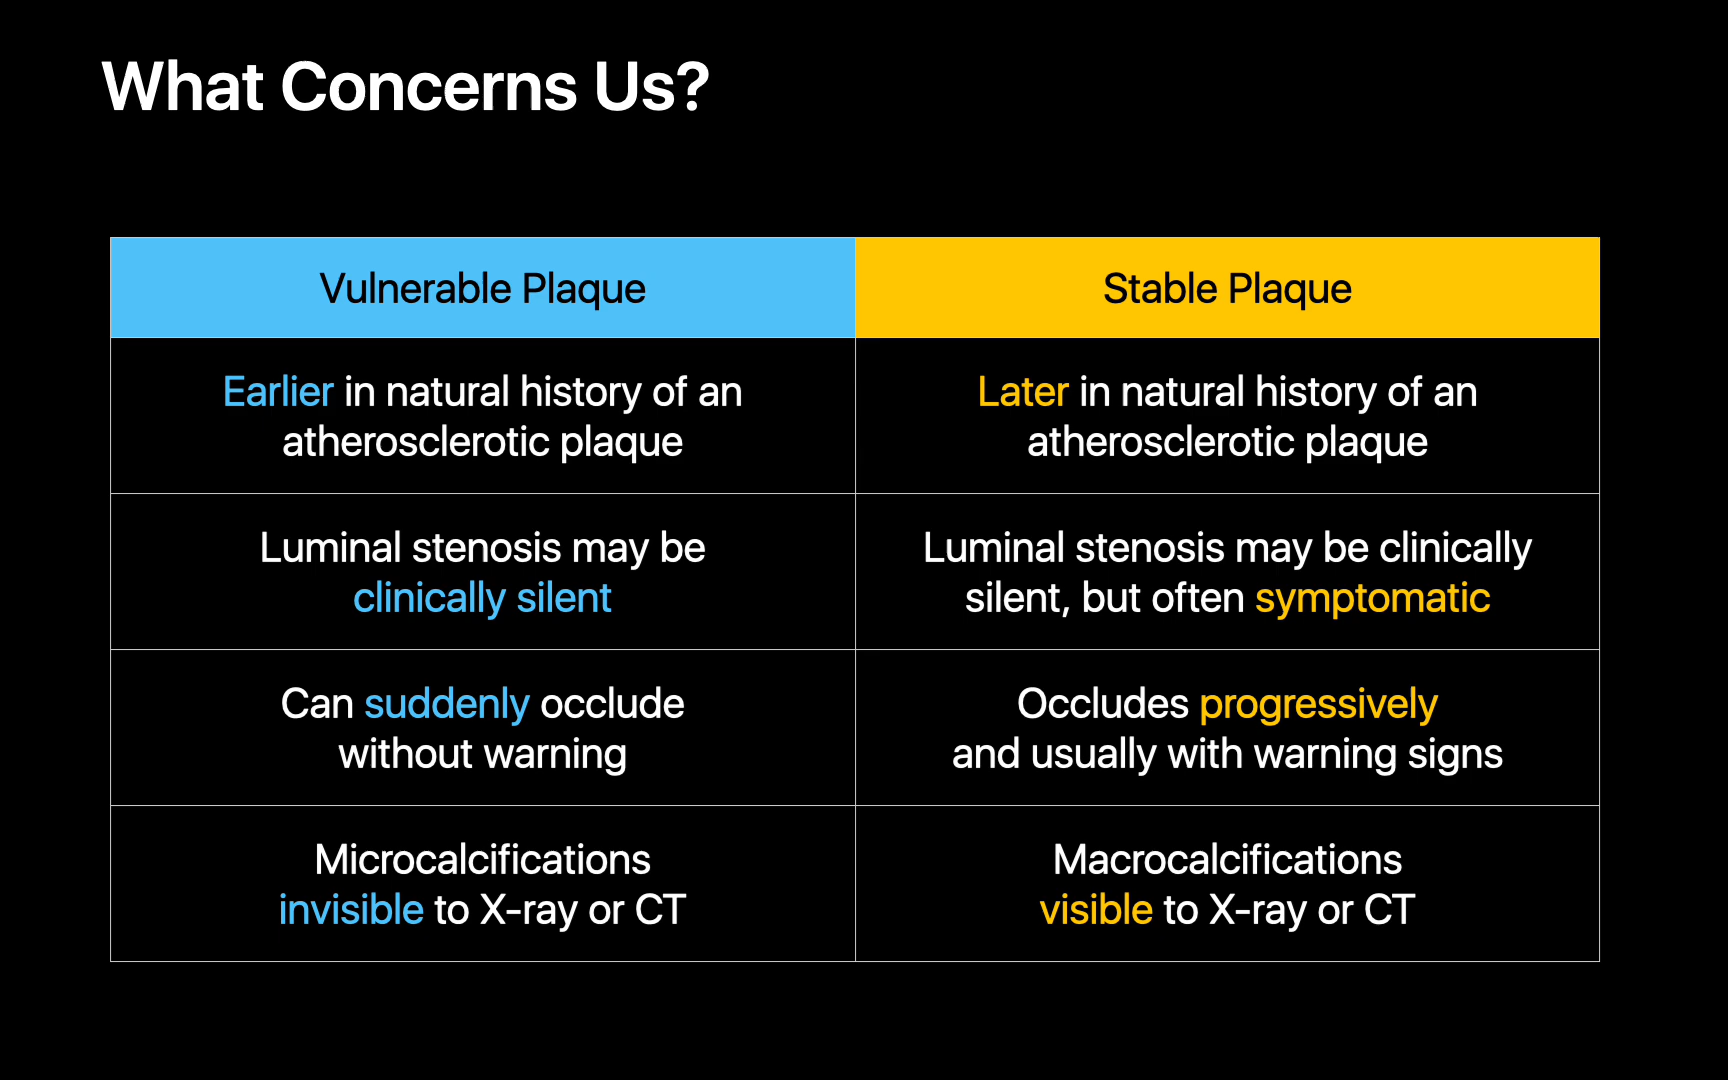 What Concerns Us?
Vulnerable Plaque
Stable Plaque
Earlier in natural history of an
atherosclerotic plaque
Later in natural history of an
atherosclerotic plaque
Luminal stenosis may be
clinically silent
Luminal stenosis may be clinically
silent, but often symptomatic
Can suddenly occlude
without warning
Occludes progressively
and usually with warning signs
Microcalcifications
invisible to X-ray or CT
Macrocalcifications
visible to X-ray or CT